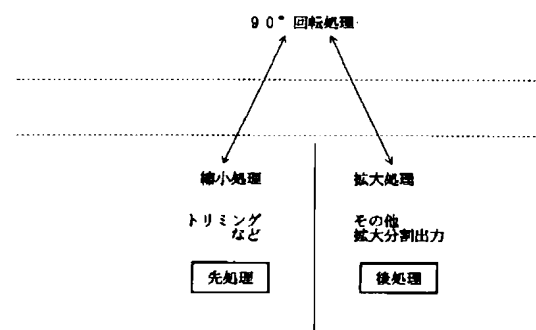 90°回転処理
縮小処理
拡大処理
トリミング
など
その他
拡大分割出力
先処理
後処理